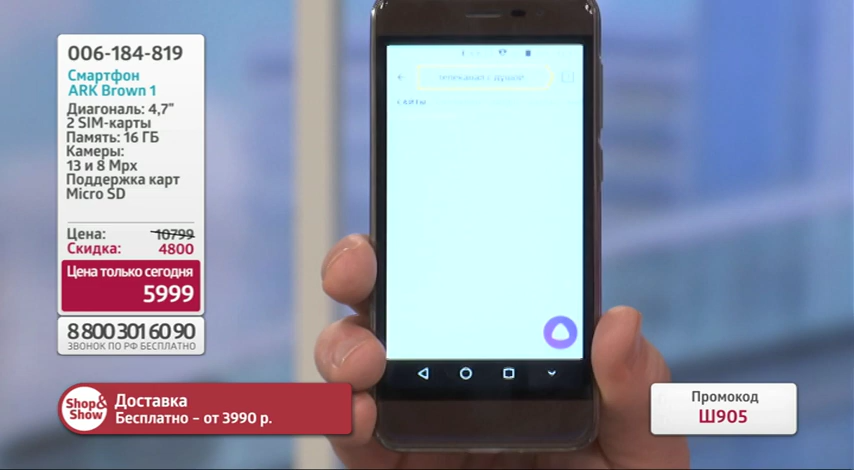 006-184-819
Смартфон
ARK Brown 1
Диагональ: 4,7"
2 SIM-карты
Память: 16 ГБ
Камеры:
13 и 8 Mpx
Поддержка карт
Micro SD
Цена: 10799
Скидка: 4800
Цена только сегодня
5999
8 800 301 60 90
ЗВОНОК ПО РФ БЕСПЛАТНО
Shop&
Show
Доставка
Бесплатно – от 3990 р.
Промокод
Ш905
телеканал с душой